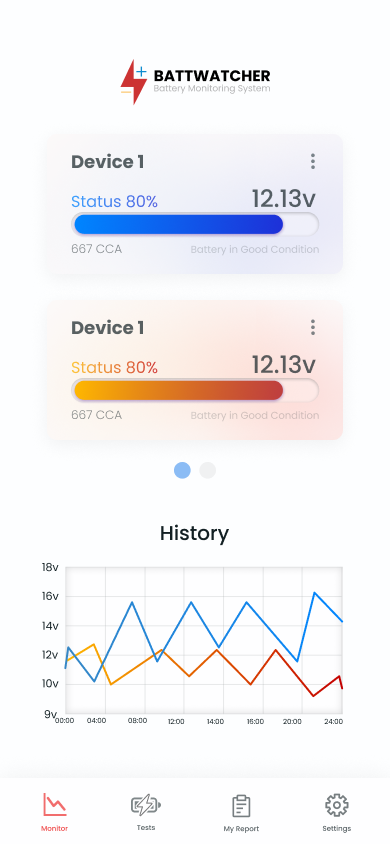 BATTWATCHER
Battery Monitoring System
Device 1
Status 80% 12.13v
667 CCA Battery in Good Condition
Device 1
Status 80% 12.13v
667 CCA Battery in Good Condition
History
18v
16v
14v
12v
10v
9v
00:00 04:00 08:00 12:00 14:00 16:00 20:00 24:00
Monitor Tests My Report Settings